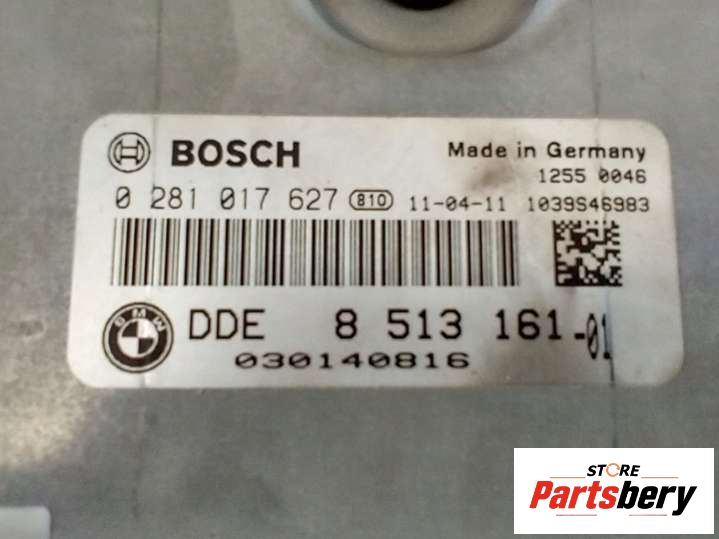 BOSCH
Made in Germany
1255 0046
0 281 017 627 810 11-04-11 1039S46983
BMW
DDE 8 513 161-01
030140816
STORE
Partsbery